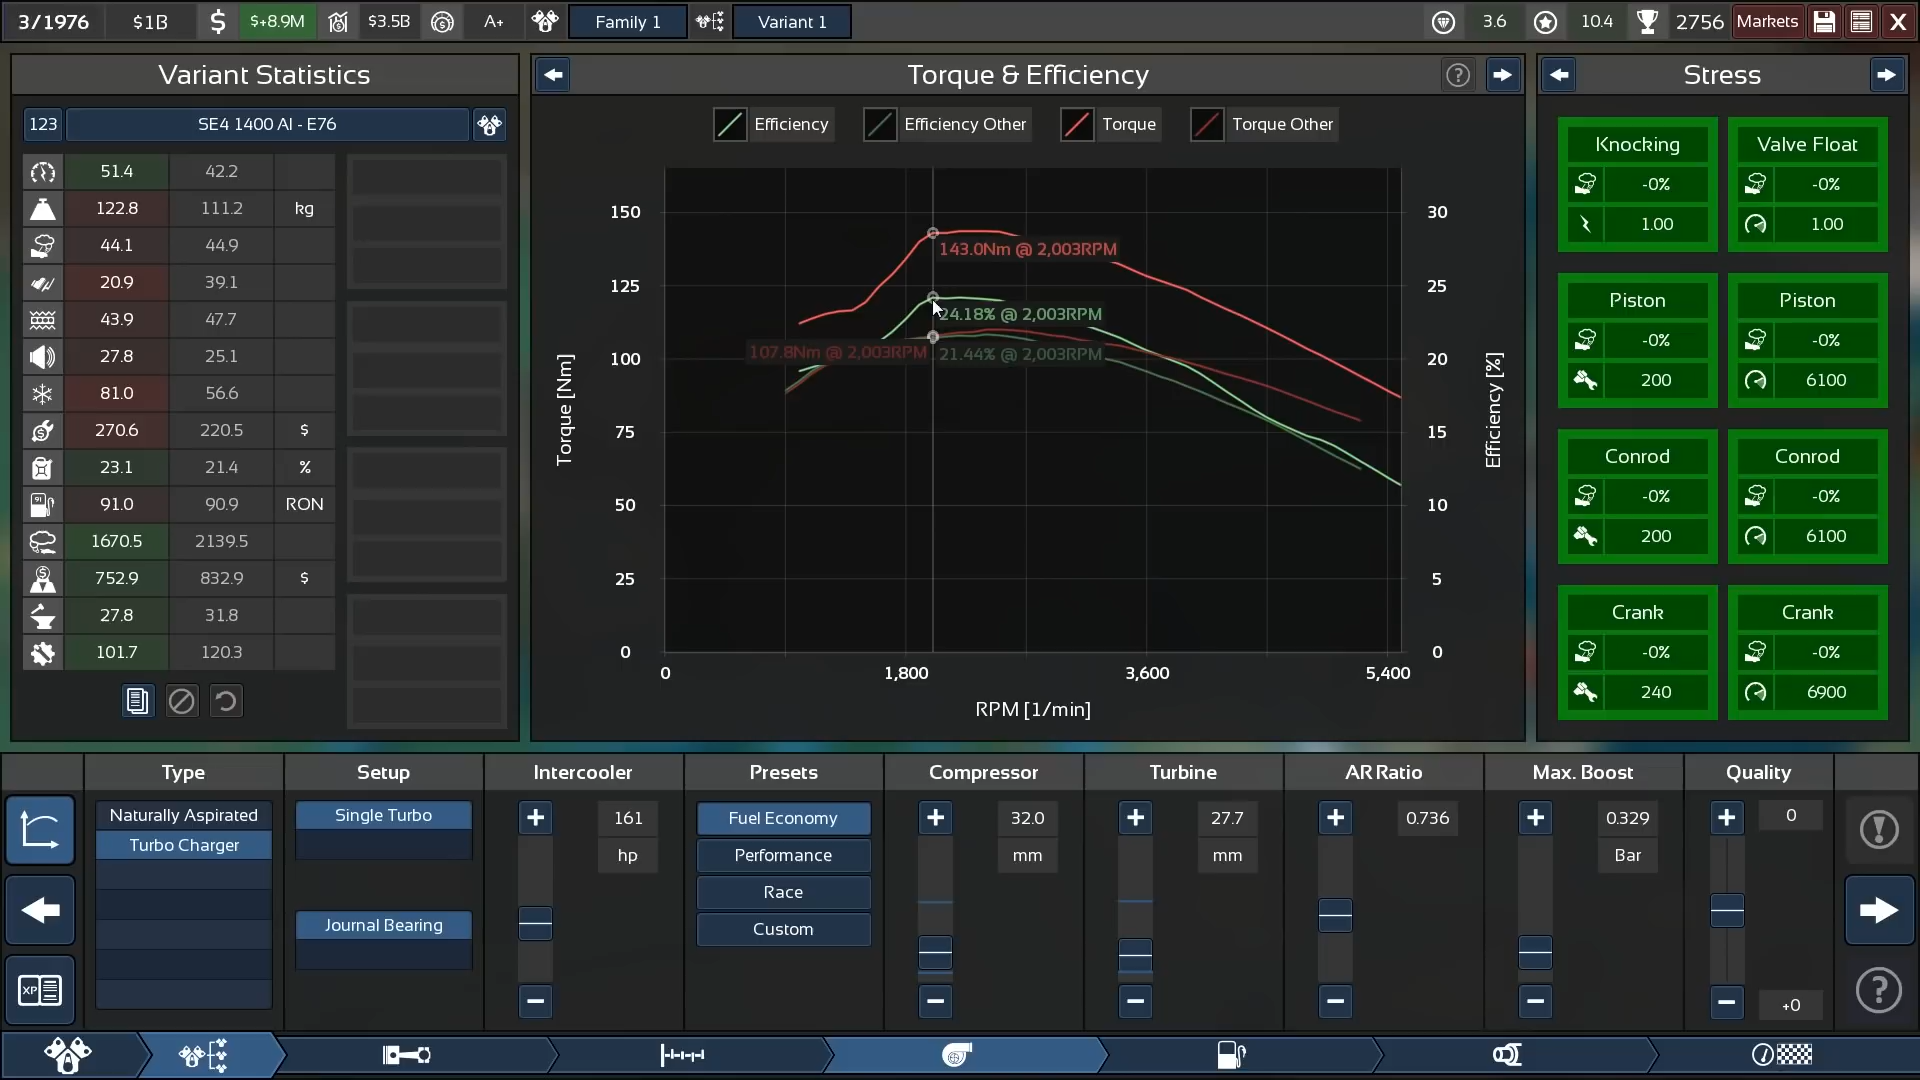 3/1976 $1B $+8.9M $3.5B A+ Family 1 Variant 1 3.6 10.4 2756 Markets X
Variant Statistics
123 SE4 1400 AI - E76
51.4 42.2
122.8 111.2 kg
44.1 44.9
20.9 39.1
43.9 47.7
27.8 25.1
81.0 56.6
270.6 220.5 $
23.1 21.4 %
91.0 90.9 RON
1670.5 2139.5
752.9 832.9 $
27.8 31.8
101.7 120.3
Torque & Efficiency ?
Efficiency Efficiency Other Torque Torque Other
150 30
125 25
100 20
75 15
50 10
25 5
0 0
143.0Nm @ 2,003RPM
24.18% @ 2,003RPM
107.8Nm @ 2,003RPM 21.44% @ 2,003RPM
Torque [Nm]
Efficiency [%]
0 1,800 3,600 5,400
RPM [1/min]
Stress
Knocking Valve Float
-0% -0%
1.00 1.00
Piston Piston
-0% -0%
200 6100
Conrod Conrod
-0% -0%
200 6100
Crank Crank
-0% -0%
240 6900
Type Setup Intercooler Presets Compressor Turbine AR Ratio Max. Boost Quality
Naturally Aspirated
Turbo Charger
Single Turbo
Journal Bearing
161
hp
Fuel Economy
Performance
Race
Custom
32.0
mm
27.7
mm
0.736
0.329
Bar
0
+0
XP
?